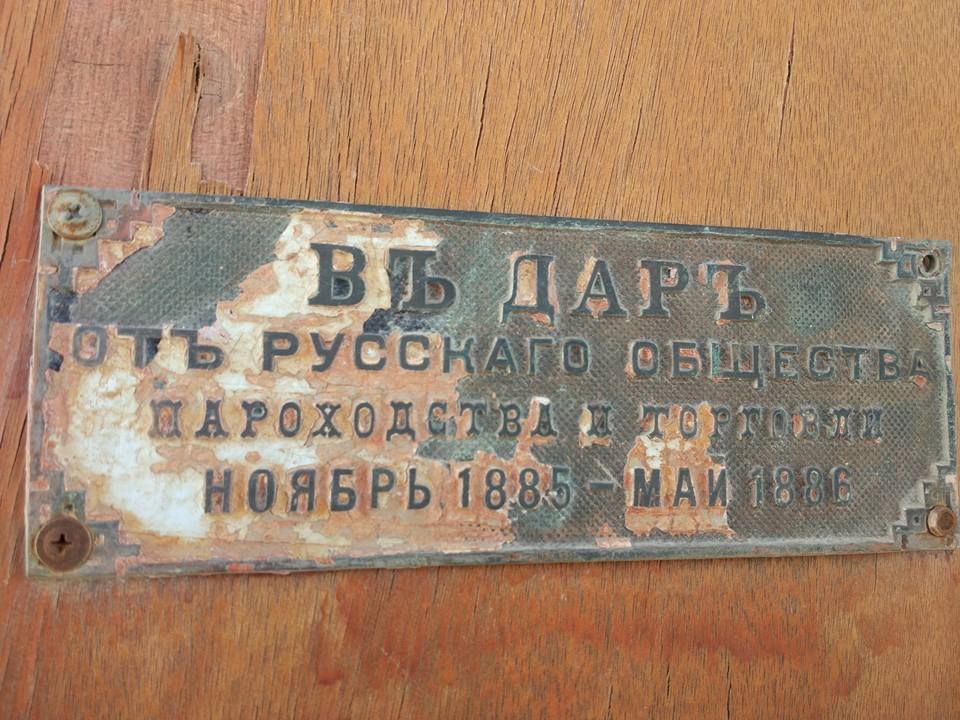 ВЪ ДАРЪ
ОТЪ РУССКАГО ОБЩЕСТВА
ПАРОХОДСТВА И ТОРГОВЛИ
НОЯБРЬ 1885 - МАЙ 1886